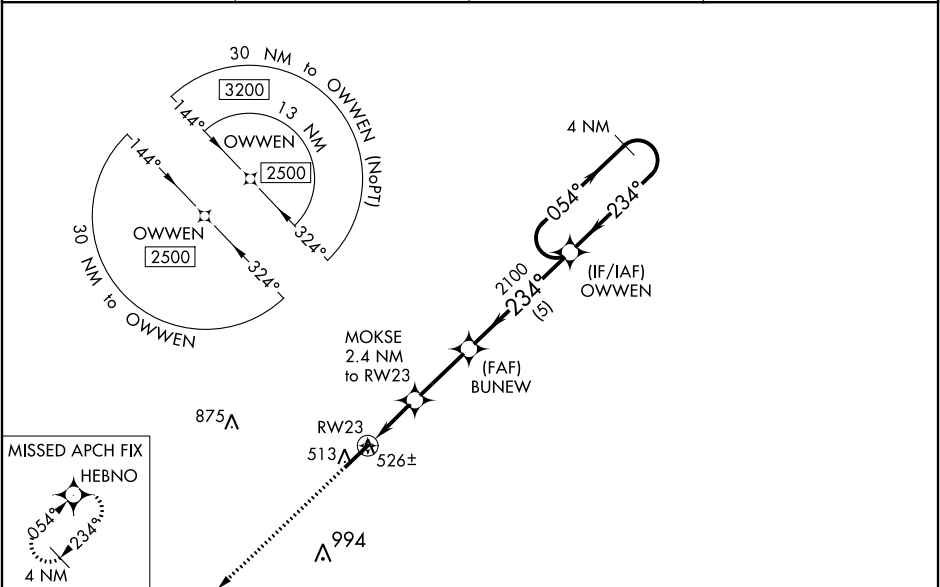 30 NM to OWWEN (NoPT)
3200
13 NM
144°
OWWEN
2500
324°
144°
OWWEN
2500
324°
30 NM to OWWEN
4 NM
054°
234°
(IF/IAF)
OWWEN
2100
234°
(5)
MOKSE
2.4 NM
to RW23
(FAF)
BUNEW
875
RW23
513
526±
994
MISSED APCH FIX
HEBNO
054°
234°
4 NM